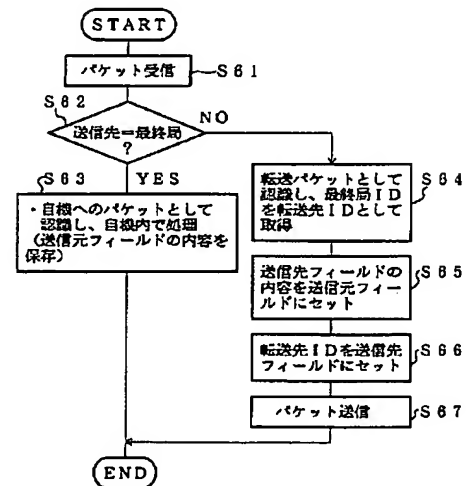 START
パケット受信
S61
S62
送信先=最終局
?
NO
YES
S63
・自機へのパケットとして
認識し、自機内で処理
(送信元フィールドの内容を
保存)
転送パケットとして
認識し、最終局ID
を転送先IDとして
取得
S64
送信先フィールドの
内容を送信元フィー
ルドにセット
S65
転送先IDを送信先
フィールドにセット
S66
パケット送信
S67
END